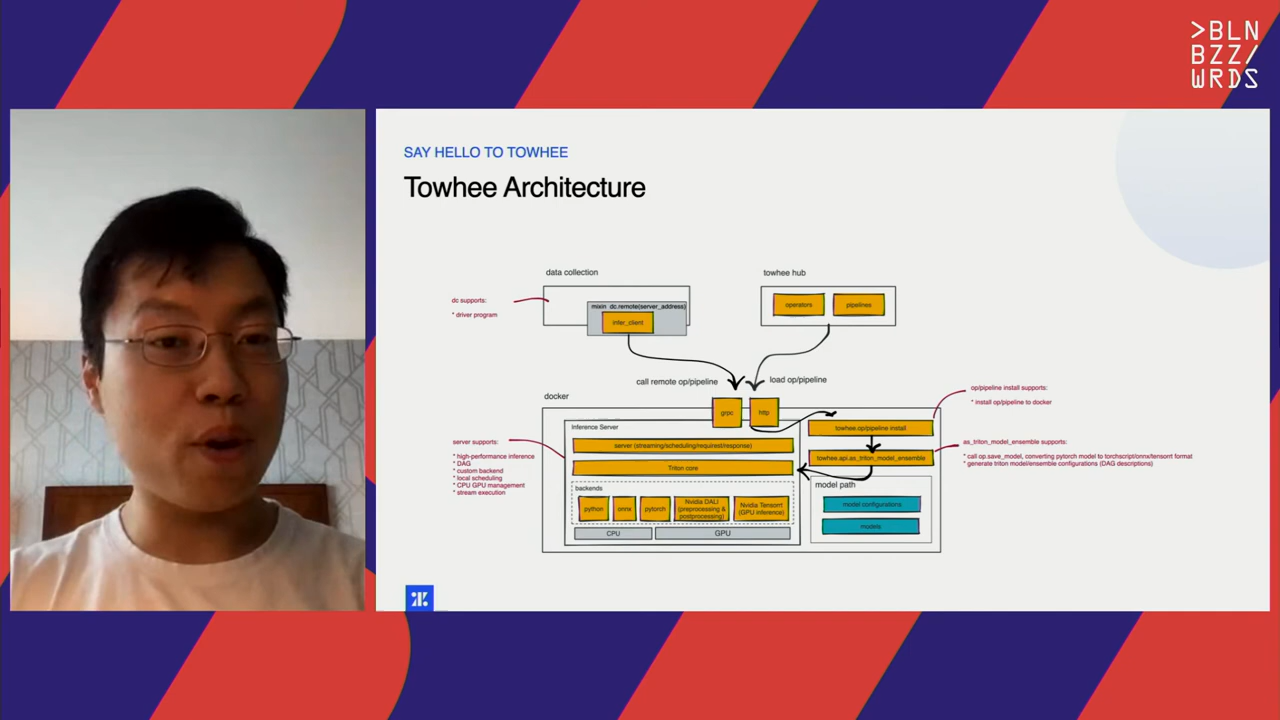 >BLN
BZZ/
WRDS
SAY HELLO TO TOWHEE
Towhee Architecture
data collection
towhee hub
dc supports:
* driver program
mixin dc.remote(server_address)
infer_client
operators
pipelines
call remote op/pipeline
load op/pipeline
docker
grpc
http
op/pipeline install supports:
* install op/pipeline to docker
Inference Server
towhee.op/pipeline install
server supports:
* high-performance inference
* DAG
* custom backend
* local scheduling
* CPU GPU management
* stream execution
server (streaming/scheduling/requirest/response)
Triton core
towhee.api.as_triton_model_ensemble
as_triton_model_ensemble supports:
* call op.save_model, converting pytorch model to torchscript/onnx/tensort format
* generate triton model/ensemble configurations (DAG descriptions)
backends
python
onnx
pytorch
Nvidia DALI
(preprocessing &
postprocessing)
Nvidia Tensorrt
(GPU inference)
CPU
GPU
model path
model configurations
models